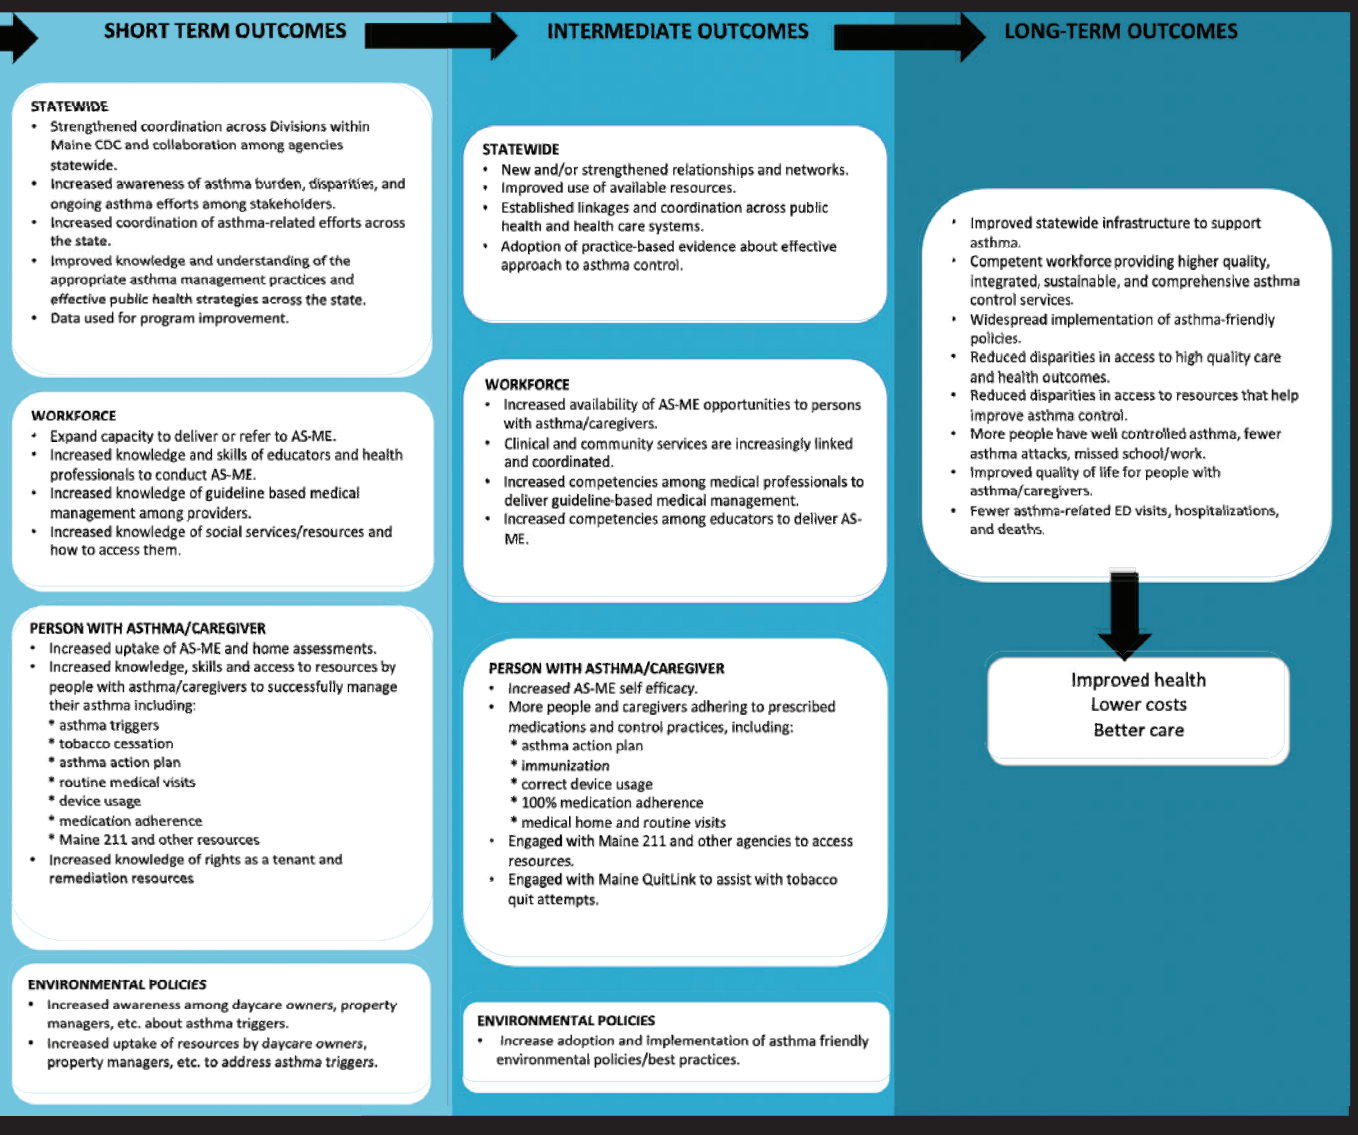 SHORT TERM OUTCOMES
STATEWIDE
• Strengthened coordination across Divisions within
Maine CDC and collaboration among agencies
statewide.
• Increased awareness of asthma burden, disparities, and
ongoing asthma efforts among stakeholders.
• Increased coordination of asthma-related efforts across
the state.
• Improved knowledge and understanding of the
appropriate asthma management practices and
effective public health strategies across the state.
• Data used for program improvement.
WORKFORCE
• Expand capacity to deliver or refer to AS-ME.
• Increased knowledge and skills of educators and health
professionals to conduct AS-ME.
• Increased knowledge of guideline based medical
management among providers.
• Increased knowledge of social services/resources and
how to access them.
PERSON WITH ASTHMA/CAREGIVER
• Increased uptake of AS-ME and home assessments.
• Increased knowledge, skills and access to resources by
people with asthma/caregivers to successfully manage
their asthma including:
* asthma triggers
* tobacco cessation
* asthma action plan
* routine medical visits
* device usage
* medication adherence
* Maine 211 and other resources
• Increased knowledge of rights as a tenant and
remediation resources
ENVIRONMENTAL POLICIES
• Increased awareness among daycare owners, property
managers, etc. about asthma triggers.
• Increased uptake of resources by daycare owners,
property managers, etc. to address asthma triggers.
INTERMEDIATE OUTCOMES
STATEWIDE
• New and/or strengthened relationships and networks.
• Improved use of available resources.
• Established linkages and coordination across public
health and health care systems.
• Adoption of practice-based evidence about effective
approach to asthma control.
WORKFORCE
• Increased availability of AS-ME opportunities to persons
with asthma/caregivers.
• Clinical and community services are increasingly linked
and coordinated.
• Increased competencies among medical professionals to
deliver guideline-based medical management.
• Increased competencies among educators to deliver AS-
ME.
PERSON WITH ASTHMA/CAREGIVER
• Increased AS-ME self efficacy.
• More people and caregivers adhering to prescribed
medications and control practices, including:
* asthma action plan
* immunization
* correct device usage
* 100% medication adherence
* medical home and routine visits
• Engaged with Maine 211 and other agencies to access
resources.
• Engaged with Maine QuitLink to assist with tobacco
quit attempts.
ENVIRONMENTAL POLICIES
• Increase adoption and implementation of asthma friendly
environmental policies/best practices.
LONG-TERM OUTCOMES
• Improved statewide infrastructure to support
asthma.
• Competent workforce providing higher quality,
integrated, sustainable, and comprehensive asthma
control services.
• Widespread implementation of asthma-friendly
policies.
• Reduced disparities in access to high quality care
and health outcomes.
• Reduced disparities in access to resources that help
improve asthma control.
• More people have well controlled asthma, fewer
asthma attacks, missed school/work.
• Improved quality of life for people with
asthma/caregivers.
• Fewer asthma-related ED visits, hospitalizations,
and deaths.
Improved health
Lower costs
Better care